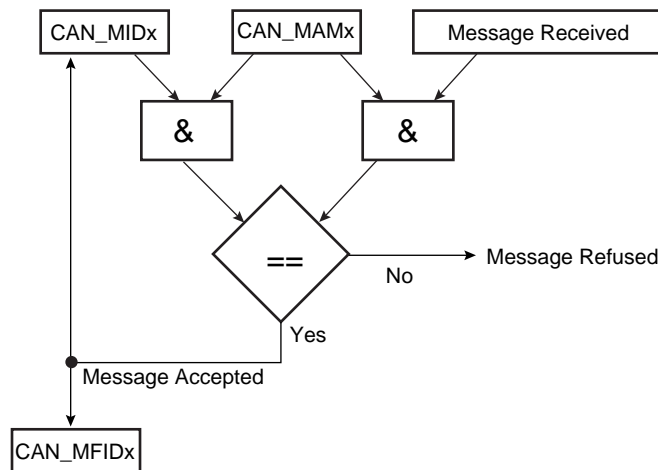 CAN_MIDx
CAN_MAMx
Message Received
&
&
==
No
Message Refused
Yes
Message Accepted
CAN_MFIDx